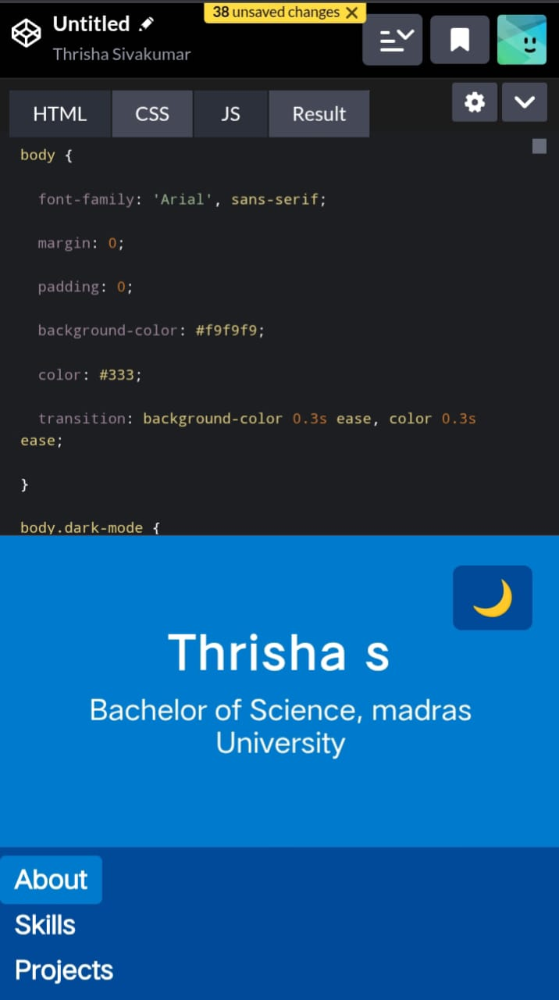 38 unsaved changes
Untitled
Thrisha Sivakumar
HTML CSS JS Result
body {
font-family: 'Arial', sans-serif;
margin: 0;
padding: 0;
background-color: #f9f9f9;
color: #333;
transition: background-color 0.3s ease, color 0.3s
ease;
}
body.dark-mode {
Thrisha s
Bachelor of Science, madras
University
About
Skills
Projects